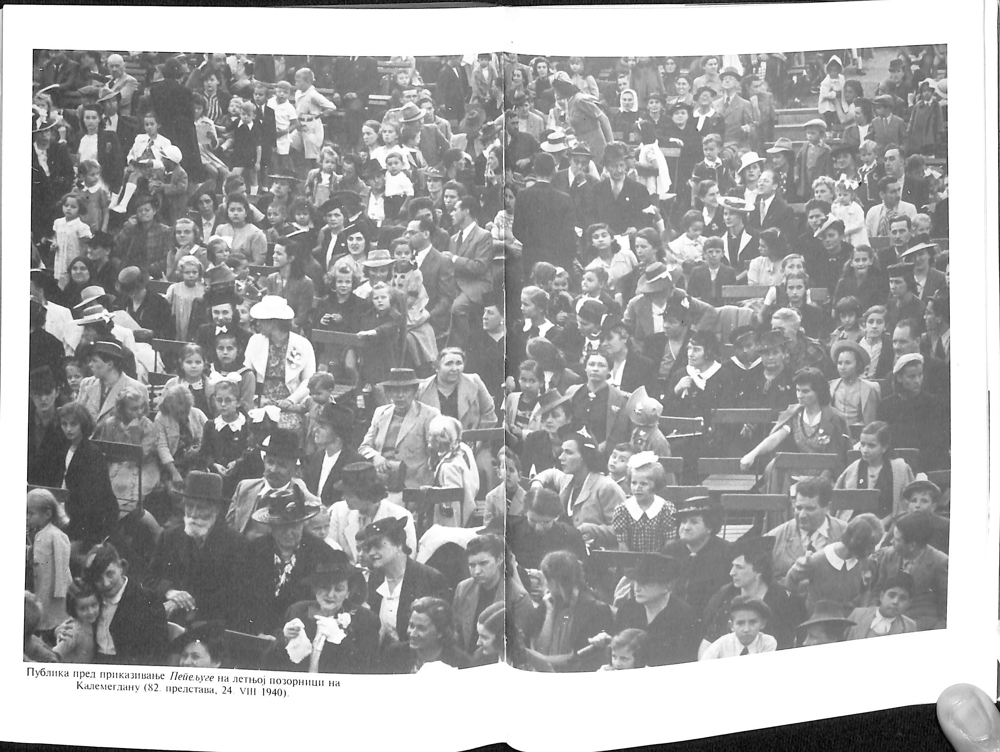 Публика пред приказивање Пепељуге на летњој позорници на
Калемегдану (82. представа, 24. VIII 1940).